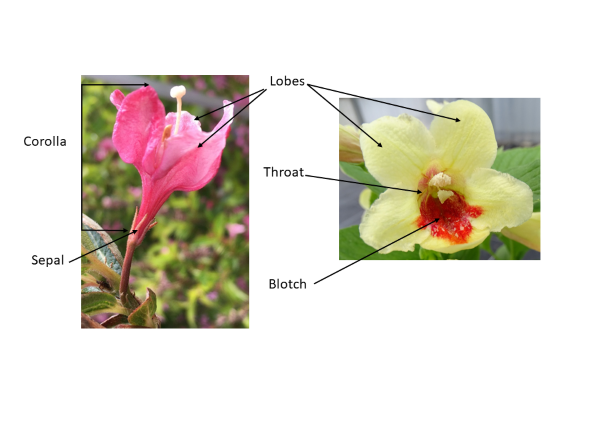 Lobes
Corolla
Throat
Sepal
Blotch